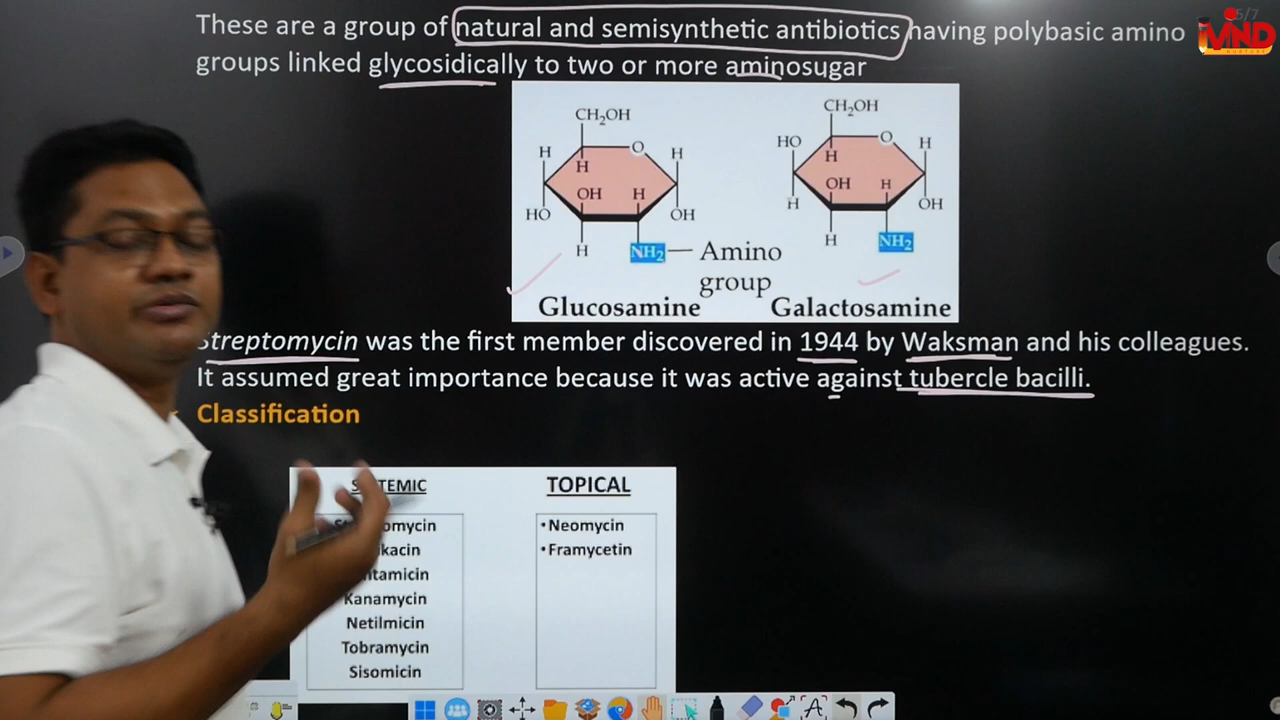 These are a group of natural and semisynthetic antibiotics having polybasic amino
groups linked glycosidically to two or more aminosugar
5/7
MIND
CH2OH
O
H
H
H
OH
H
HO
OH
H
NH2
Amino
group
Glucosamine
CH2OH
HO
O
H
H
OH
H
H
OH
H
NH2
Galactosamine
Streptomycin was the first member discovered in 1944 by Waksman and his colleagues.
It assumed great importance because it was active against tubercle bacilli.
Classification
TOPICAL
Kanamycin
Netilmicin
Tobramycin
Sisomicin
•Neomycin
•Framycetin